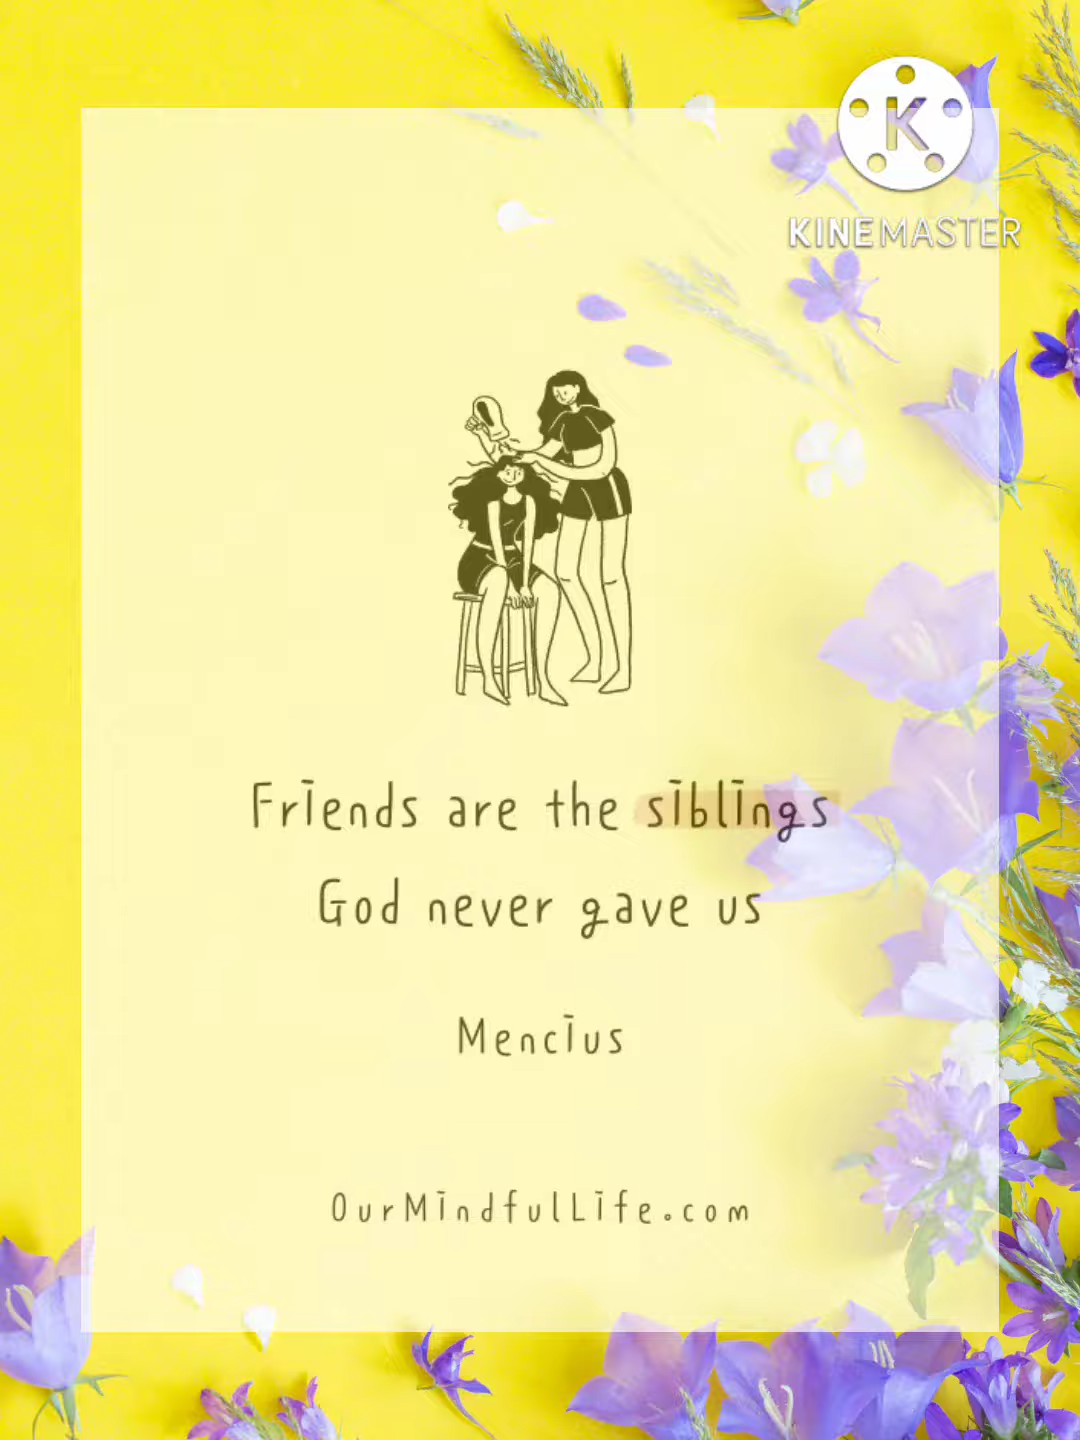 KINEMASTER
Friends are the siblings
God never gave us
Mencius
OurMindfulLife.com